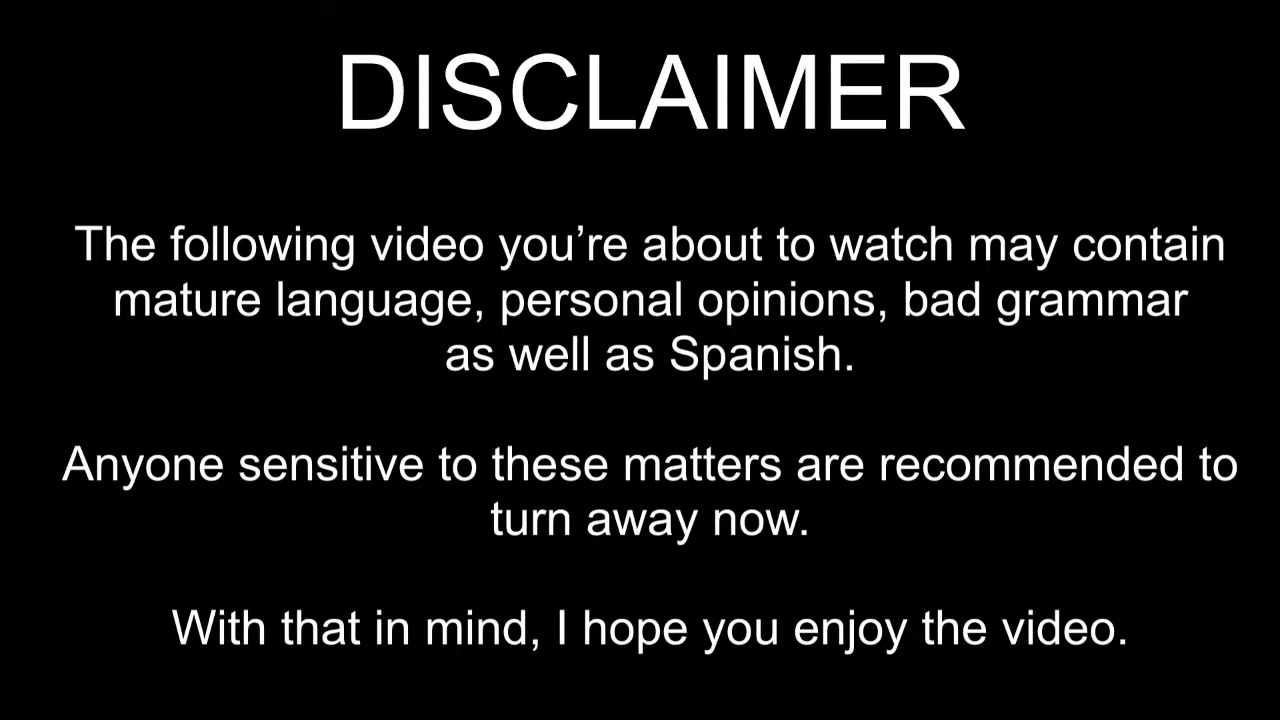 DISCLAIMER
The following video you’re about to watch may contain
mature language, personal opinions, bad grammar
as well as Spanish.
Anyone sensitive to these matters are recommended to
turn away now.
With that in mind, I hope you enjoy the video.